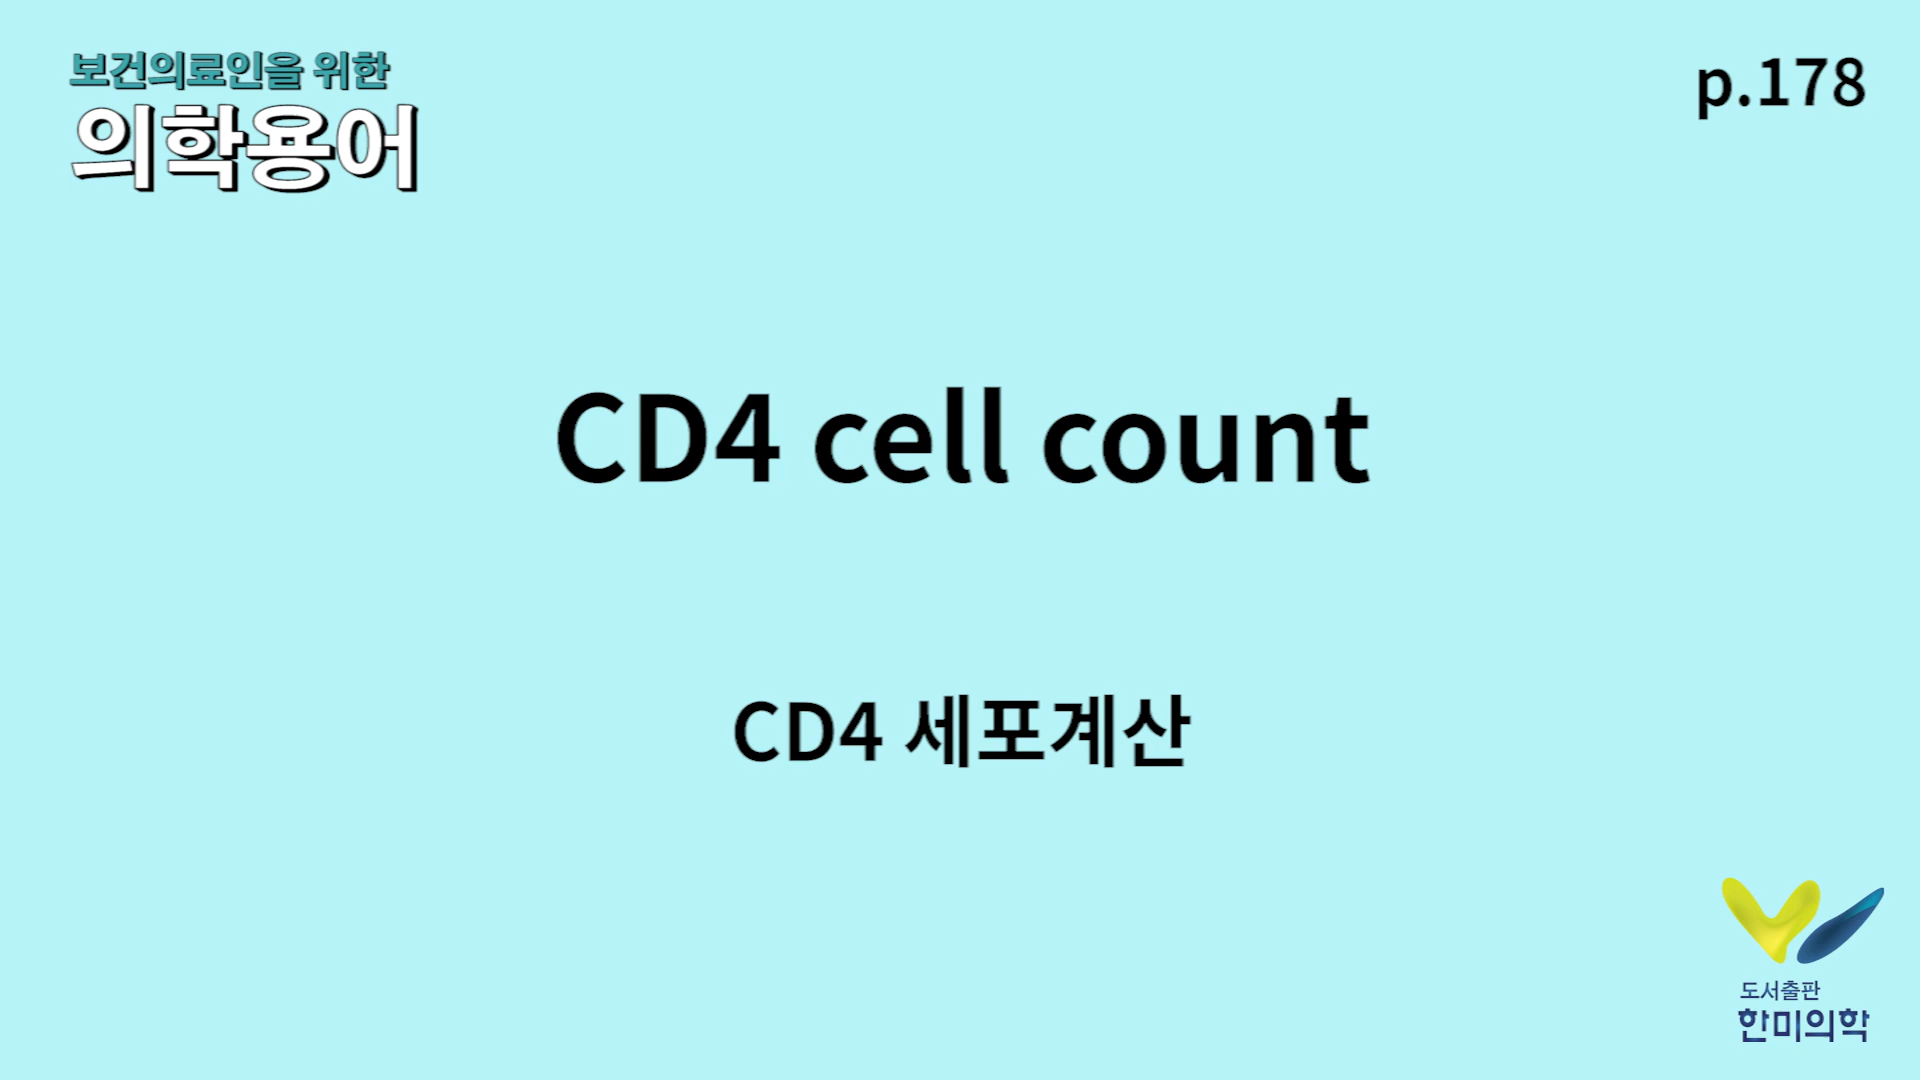 보건의료인을 위한
의학용어
p.178
CD4 cell count
CD4 세포계산
도서출판
한미의학